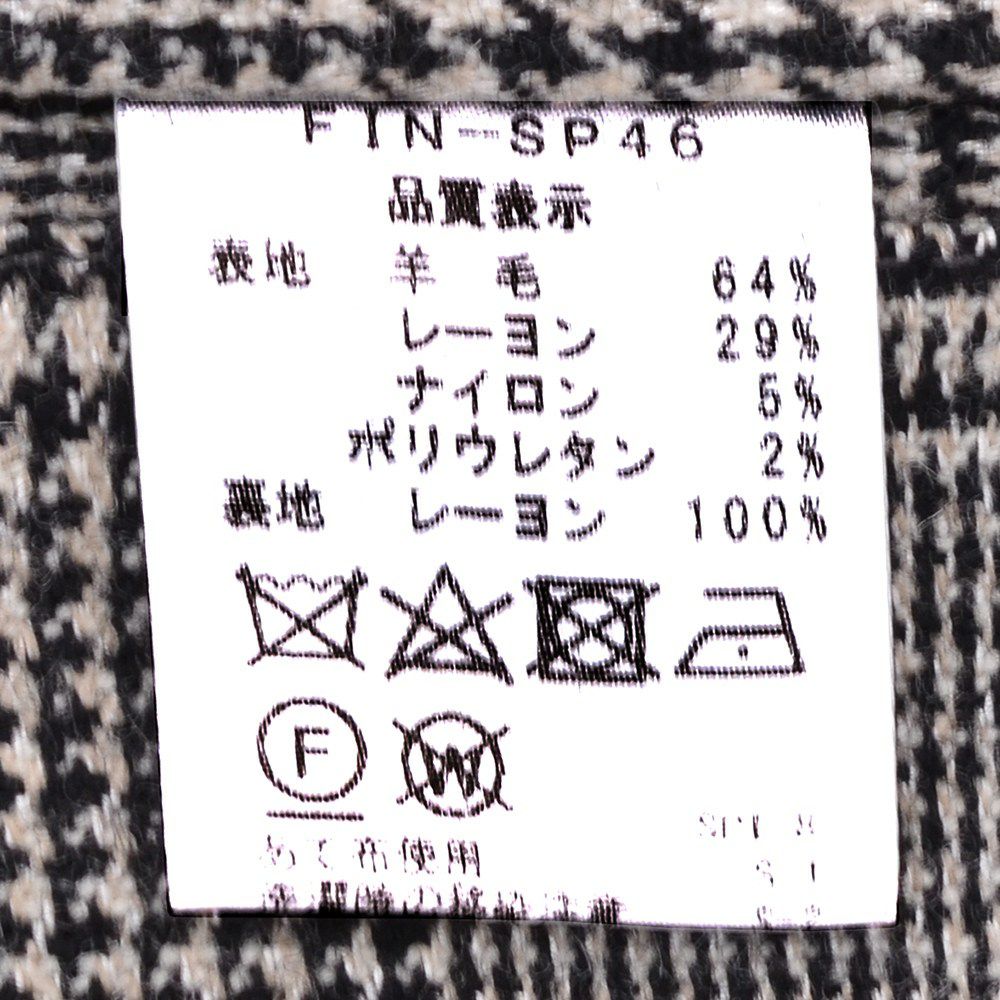 FIN-SP46
品質表示
表地 羊 毛 64%
レーヨン 29%
ナイロン 5%
ポリウレタン 2%
裏地 レーヨン 100%
F W
めて布使用